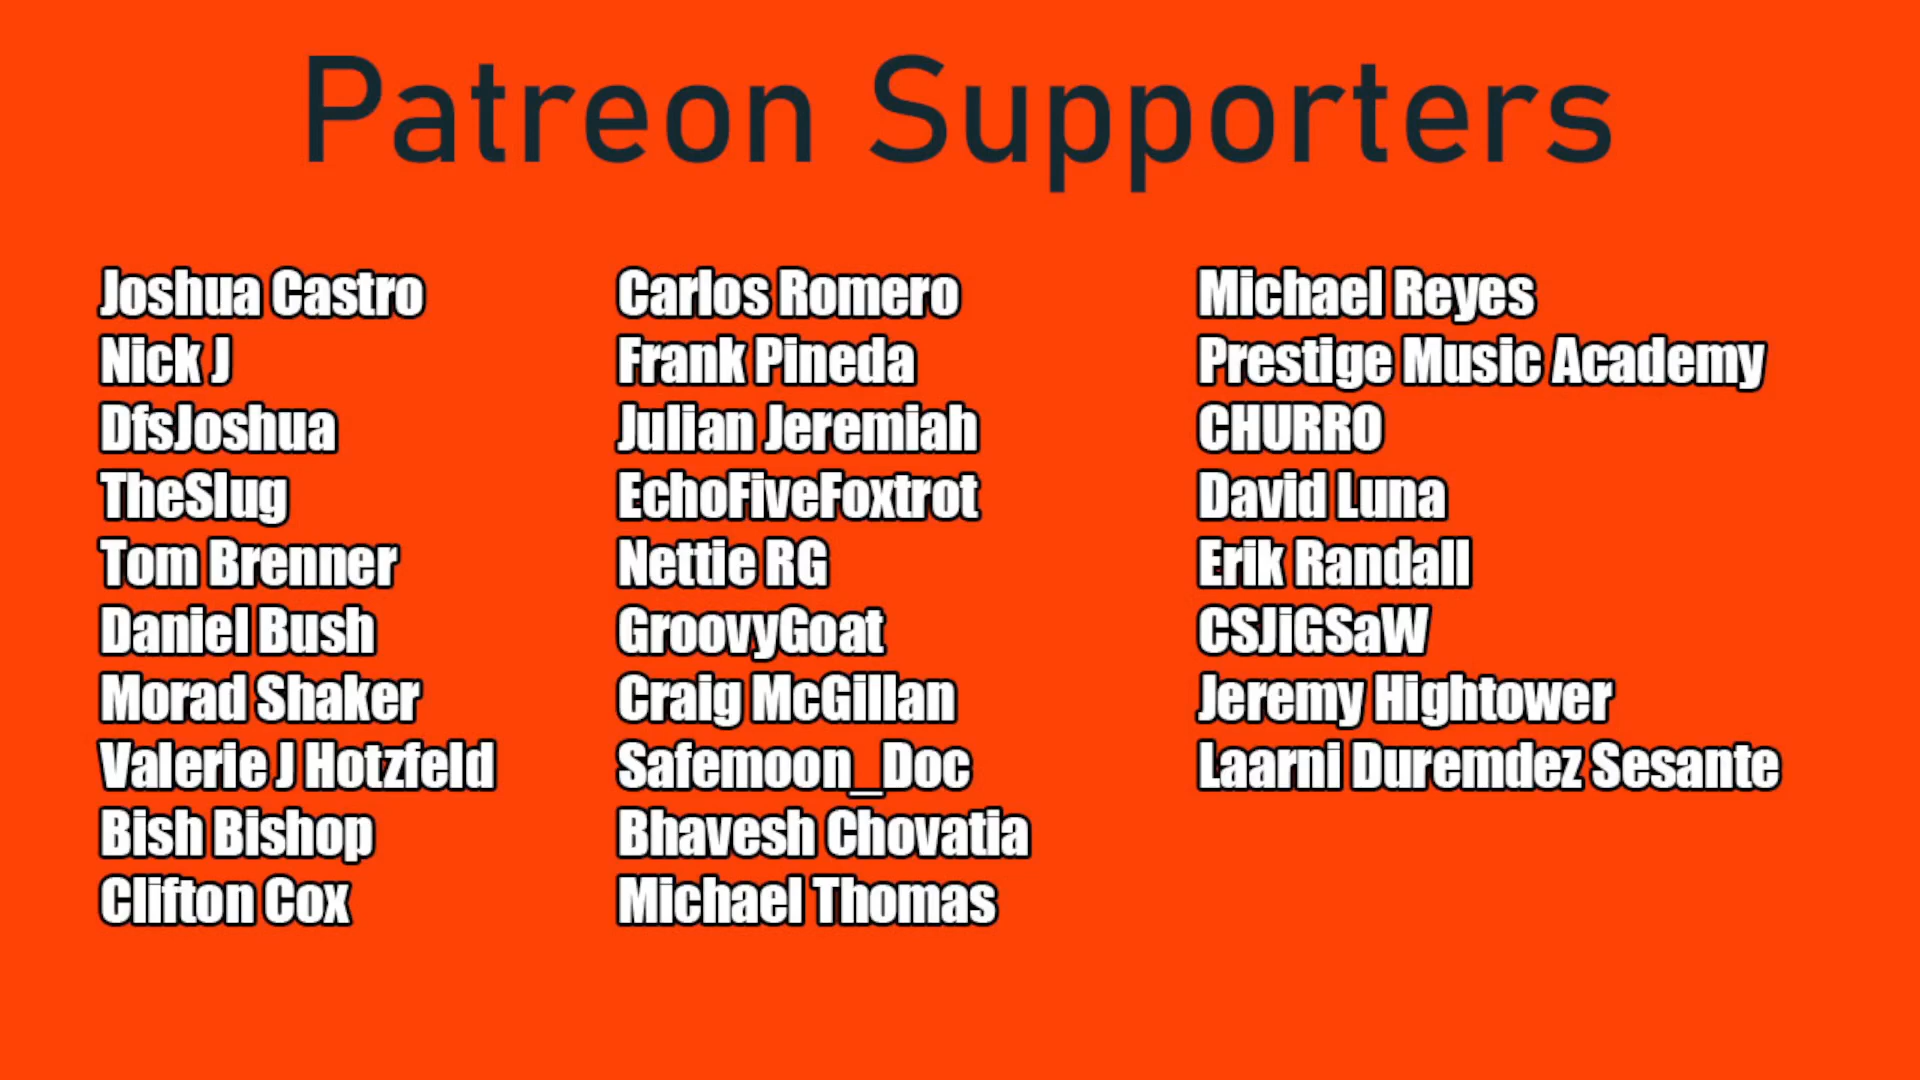 Patreon Supporters
Joshua Castro
Nick J
DfsJoshua
TheSlug
Tom Brenner
Daniel Bush
Morad Shaker
Valerie J Hotzfeld
Bish Bishop
Clifton Cox
Carlos Romero
Frank Pineda
Julian Jeremiah
EchoFiveFoxtrot
Nettie RG
GroovyGoat
Craig McGillan
Safemoon_Doc
Bhavesh Chovatia
Michael Thomas
Michael Reyes
Prestige Music Academy
CHURRO
David Luna
Erik Randall
CSJiGSaW
Jeremy Hightower
Laarni Duremdez Sesante